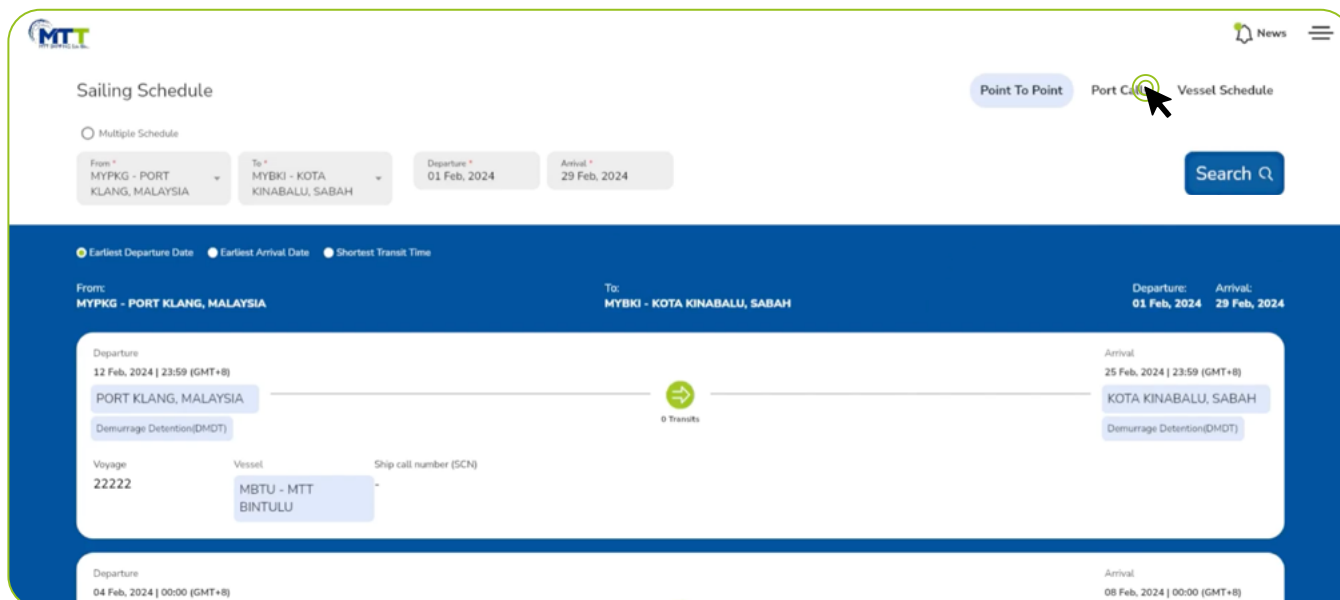 MTT
News
Sailing Schedule
Point To Point
Port
Vessel Schedule
Multiple Schedule
From *
MYPKG - PORT
KLANG, MALAYSIA
To *
MYBKI - KOTA
KINABALU, SABAH
Departure *
01 Feb, 2024
Arrival *
29 Feb, 2024
Search
Earliest Departure Date
Earliest Arrival Date
Shortest Transit Time
From:
MYPKG - PORT KLANG, MALAYSIA
To:
MYBKI - KOTA KINABALU, SABAH
Departure:
01 Feb, 2024
Arrival:
29 Feb, 2024
Departure
12 Feb, 2024 | 23:59 (GMT+8)
PORT KLANG, MALAYSIA
Demurrage Detention(DMDT)
0 Transits
Arrival
25 Feb, 2024 | 23:59 (GMT+8)
KOTA KINABALU, SABAH
Demurrage Detention(DMDT)
Voyage
22222
Vessel
MBTU - MTT
BINTULU
Ship call number (SCN)
-
Departure
04 Feb, 2024 | 00:00 (GMT+8)
Arrival
08 Feb, 2024 | 00:00 (GMT+8)